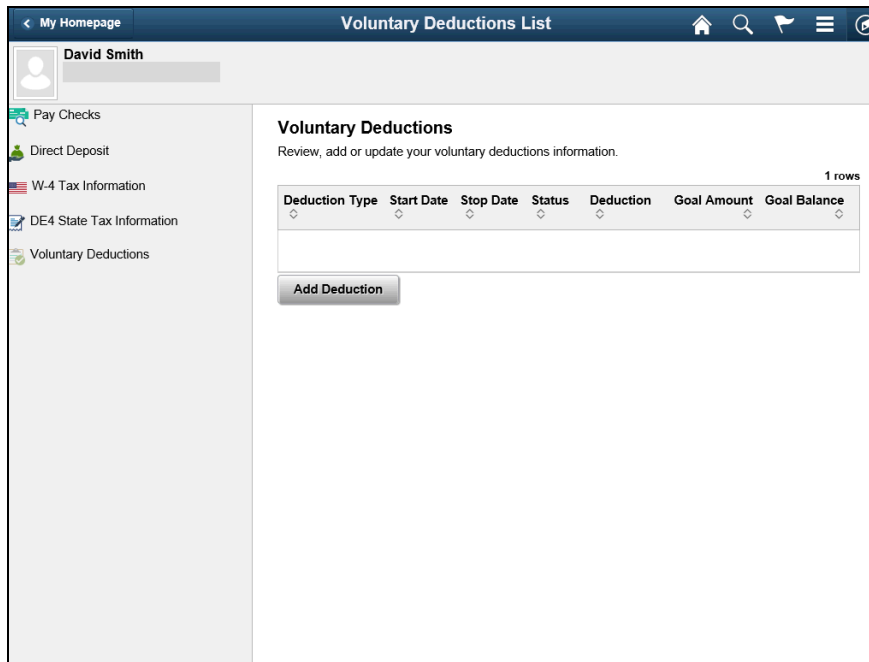 My Homepage
Voluntary Deductions List
David Smith
Pay Checks
Direct Deposit
W-4 Tax Information
DE4 State Tax Information
Voluntary Deductions
Voluntary Deductions
Review, add or update your voluntary deductions information.
1 rows
Deduction Type Start Date Stop Date Status Deduction Goal Amount Goal Balance
Add Deduction